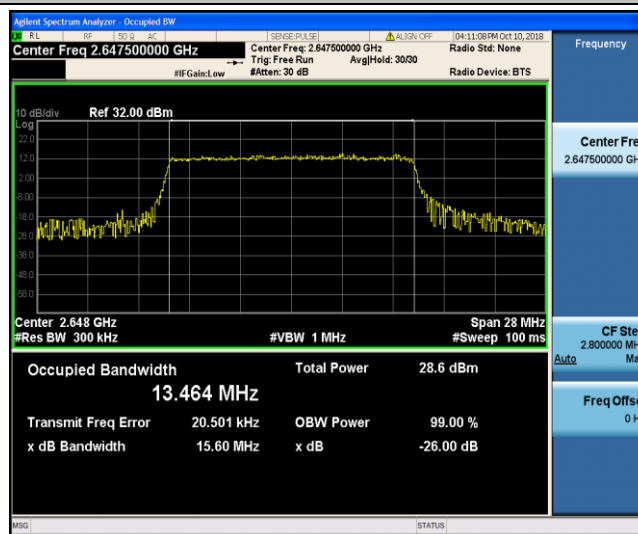 Agilent Spectrum Analyzer - Occupied BW
RL RF 50 Ω AC SENSE:PULSE ALIGN OFF 04:11:08 PM Oct 10, 2018
Center Freq 2.647500000 GHz Center Freq: 2.647500000 GHz Radio Std: None Frequency
Trig: Free Run Avg|Hold: 30/30
#IFGain:Low #Atten: 30 dB Radio Device: BTS
10 dB/div Ref 32.00 dBm
Log
22.0
12.0
2.00
-8.00
-18.0
-28.0
-38.0
-48.0
-58.0
Center Fre
2.647500000 GH
Center 2.648 GHz Span 28 MHz
#Res BW 300 kHz #VBW 1 MHz #Sweep 100 ms
CF Ste
2.800000 MH
Auto Ma
Occupied Bandwidth Total Power 28.6 dBm
13.464 MHz
Transmit Freq Error 20.501 kHz OBW Power 99.00 %
x dB Bandwidth 15.60 MHz x dB -26.00 dB
Freq Offse
0 H
MSG STATUS